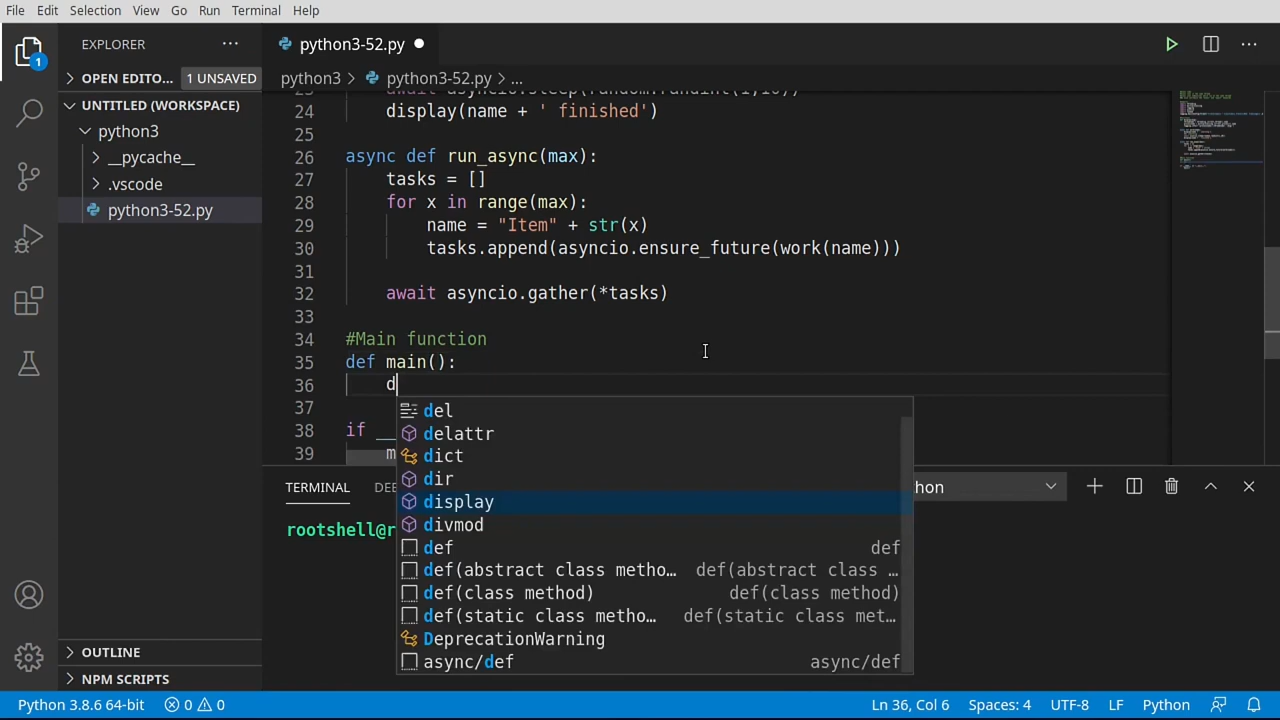 File Edit Selection View Go Run Terminal Help
EXPLORER ...
python3-52.py
OPEN EDITO... 1 UNSAVED
python3 > python3-52.py > ...
UNTITLED (WORKSPACE)
python3
__pycache__
.vscode
python3-52.py
24 display(name + ' finished')
25
26 async def run_async(max):
27 tasks = []
28 for x in range(max):
29 name = "Item" + str(x)
30 tasks.append(asyncio.ensure_future(work(name)))
31
32 await asyncio.gather(*tasks)
33
34 #Main function
35 def main():
36 d
37
38 if __
39 m
del
delattr
dict
dir
display
divmod
def def
def(abstract class metho... def(abstract class ...
def(class method) def(class method)
def(static class metho... def(static class met...
DeprecationWarning
async/def async/def
TERMINAL DE hon
rootshell@r
1
OUTLINE
NPM SCRIPTS
Python 3.8.6 64-bit 0 0 Ln 36, Col 6 Spaces: 4 UTF-8 LF Python